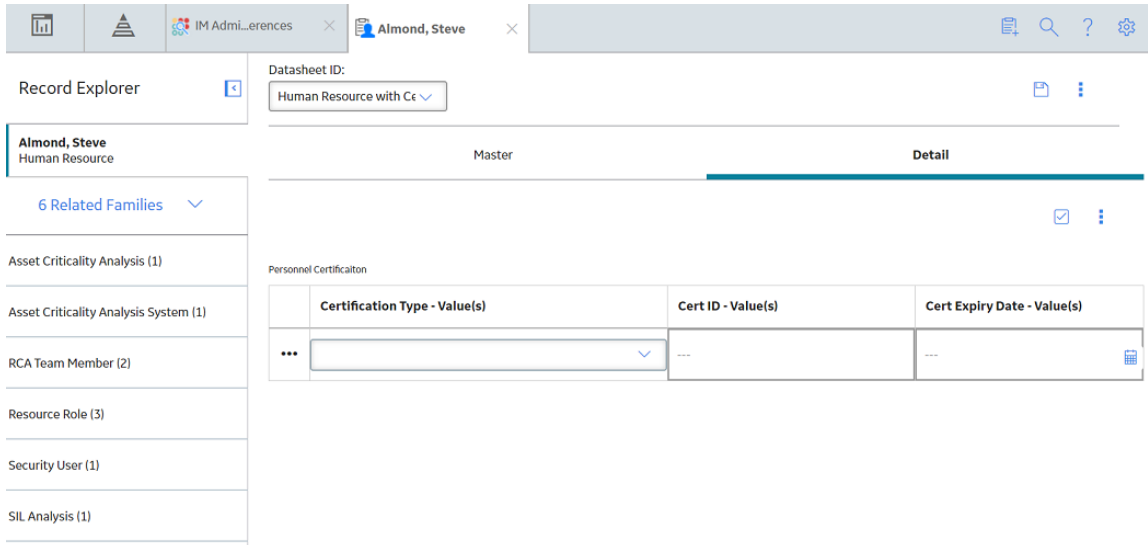 IM Admi...erences
Almond, Steve
Record Explorer
Almond, Steve
Human Resource
6 Related Families
Asset Criticality Analysis (1)
Asset Criticality Analysis System (1)
RCA Team Member (2)
Resource Role (3)
Security User (1)
SIL Analysis (1)
Datasheet ID:
Human Resource with Ce
Master Detail
Personnel Certificaiton
Certification Type - Value(s) Cert ID - Value(s) Cert Expiry Date - Value(s)
--- ---